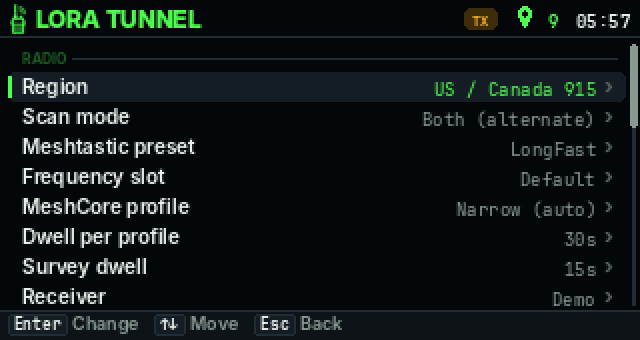 LORA TUNNEL TX 9 05:57
RADIO
Region US / Canada 915 >
Scan mode Both (alternate) >
Meshtastic preset LongFast >
Frequency slot Default >
MeshCore profile Narrow (auto) >
Dwell per profile 30s >
Survey dwell 15s >
Receiver Demo >
Enter Change ↑↓ Move Esc Back